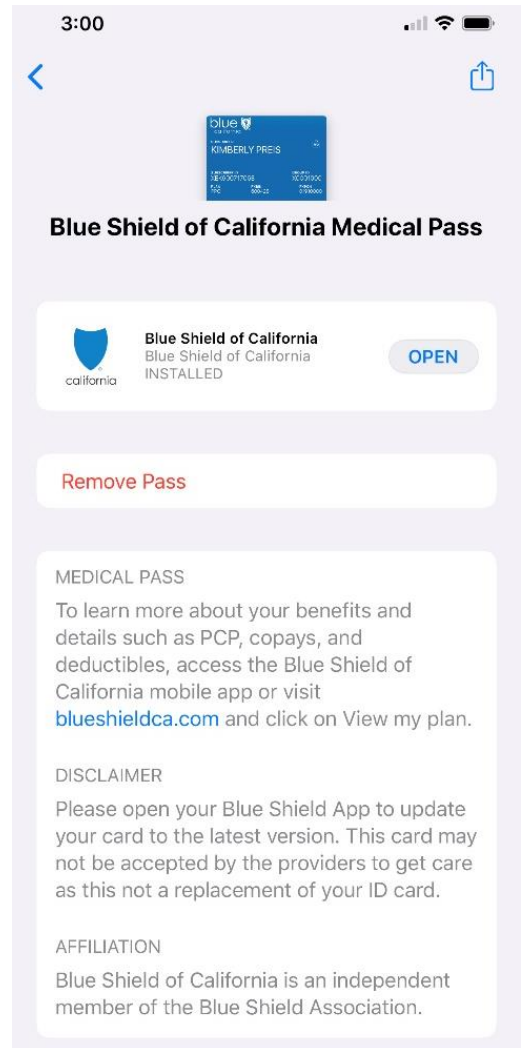 3:00
blue
KIMBERLY PREIS
Blue Shield of California Medical Pass
california
Blue Shield of California
Blue Shield of California
INSTALLED
OPEN
Remove Pass
MEDICAL PASS
To learn more about your benefits and
details such as PCP, copays, and
deductibles, access the Blue Shield of
California mobile app or visit
blueshieldca.com and click on View my plan.
DISCLAIMER
Please open your Blue Shield App to update
your card to the latest version. This card may
not be accepted by the providers to get care
as this not a replacement of your ID card.
AFFILIATION
Blue Shield of California is an independent
member of the Blue Shield Association.